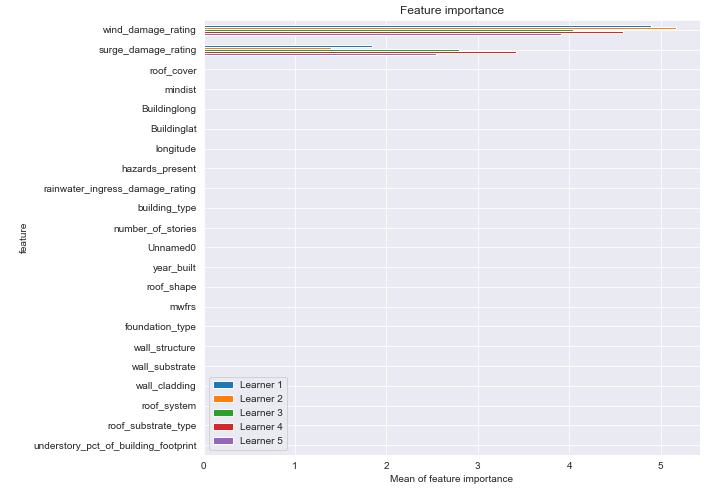 Feature importance
wind_damage_rating
surge_damage_rating
roof_cover
mindist
Buildinglong
Buildinglat
longitude
hazards_present
rainwater_ingress_damage_rating
building_type
number_of_stories
Unnamed0
year_built
roof_shape
mwfrs
foundation_type
wall_structure
wall_substrate
wall_cladding
roof_system
roof_substrate_type
understory_pct_of_building_footprint
feature
Learner 1
Learner 2
Learner 3
Learner 4
Learner 5
0 1 2 3 4 5
Mean of feature importance